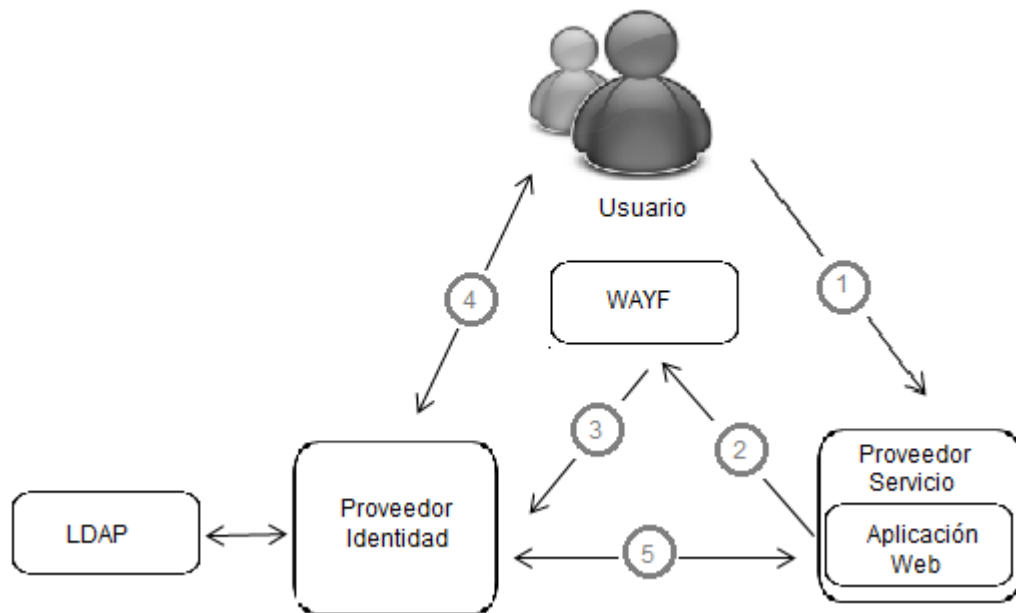 Usuario
1
WAYF
4
3
2
Proveedor
Servicio
Aplicación
Web
Proveedor
Identidad
LDAP
5